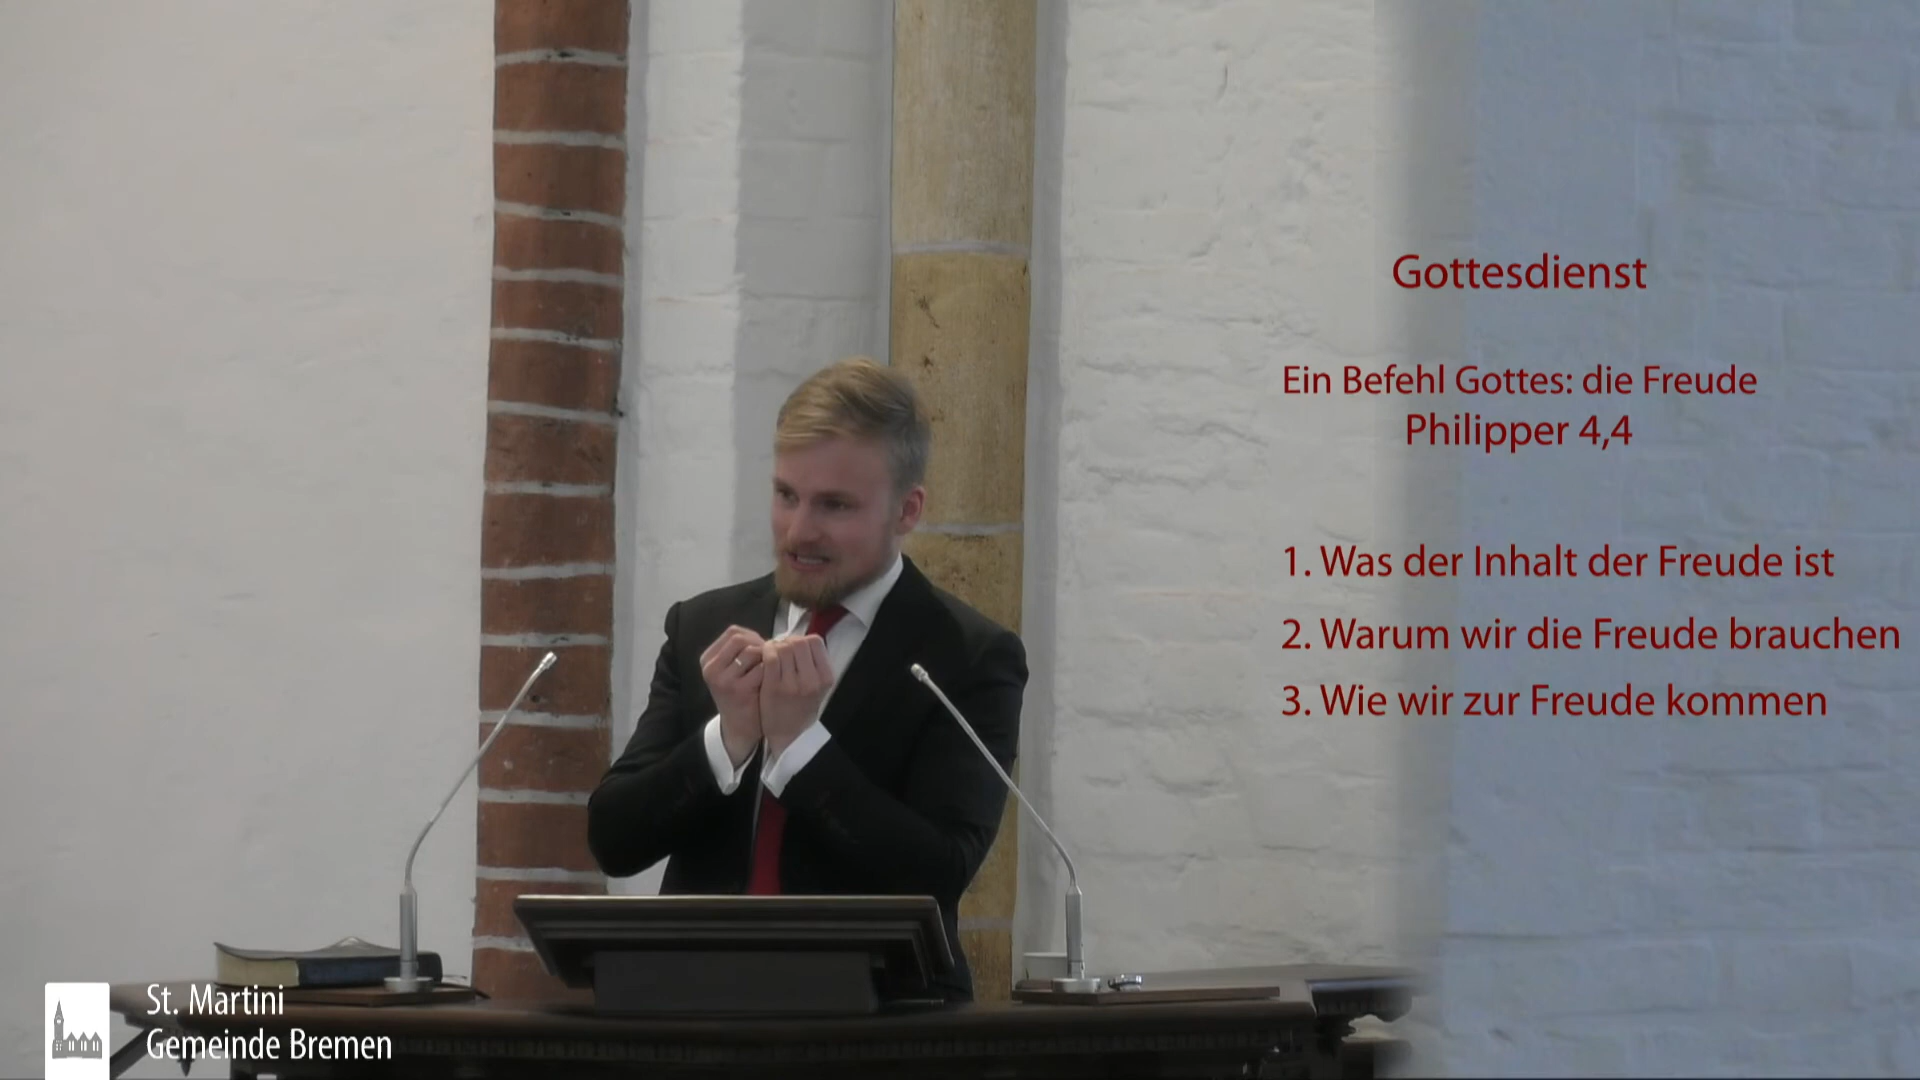 Gottesdienst
Ein Befehl Gottes: die Freude
Philipper 4,4
1. Was der Inhalt der Freude ist
2. Warum wir die Freude brauchen
3. Wie wir zur Freude kommen
St. Martini
Gemeinde Bremen